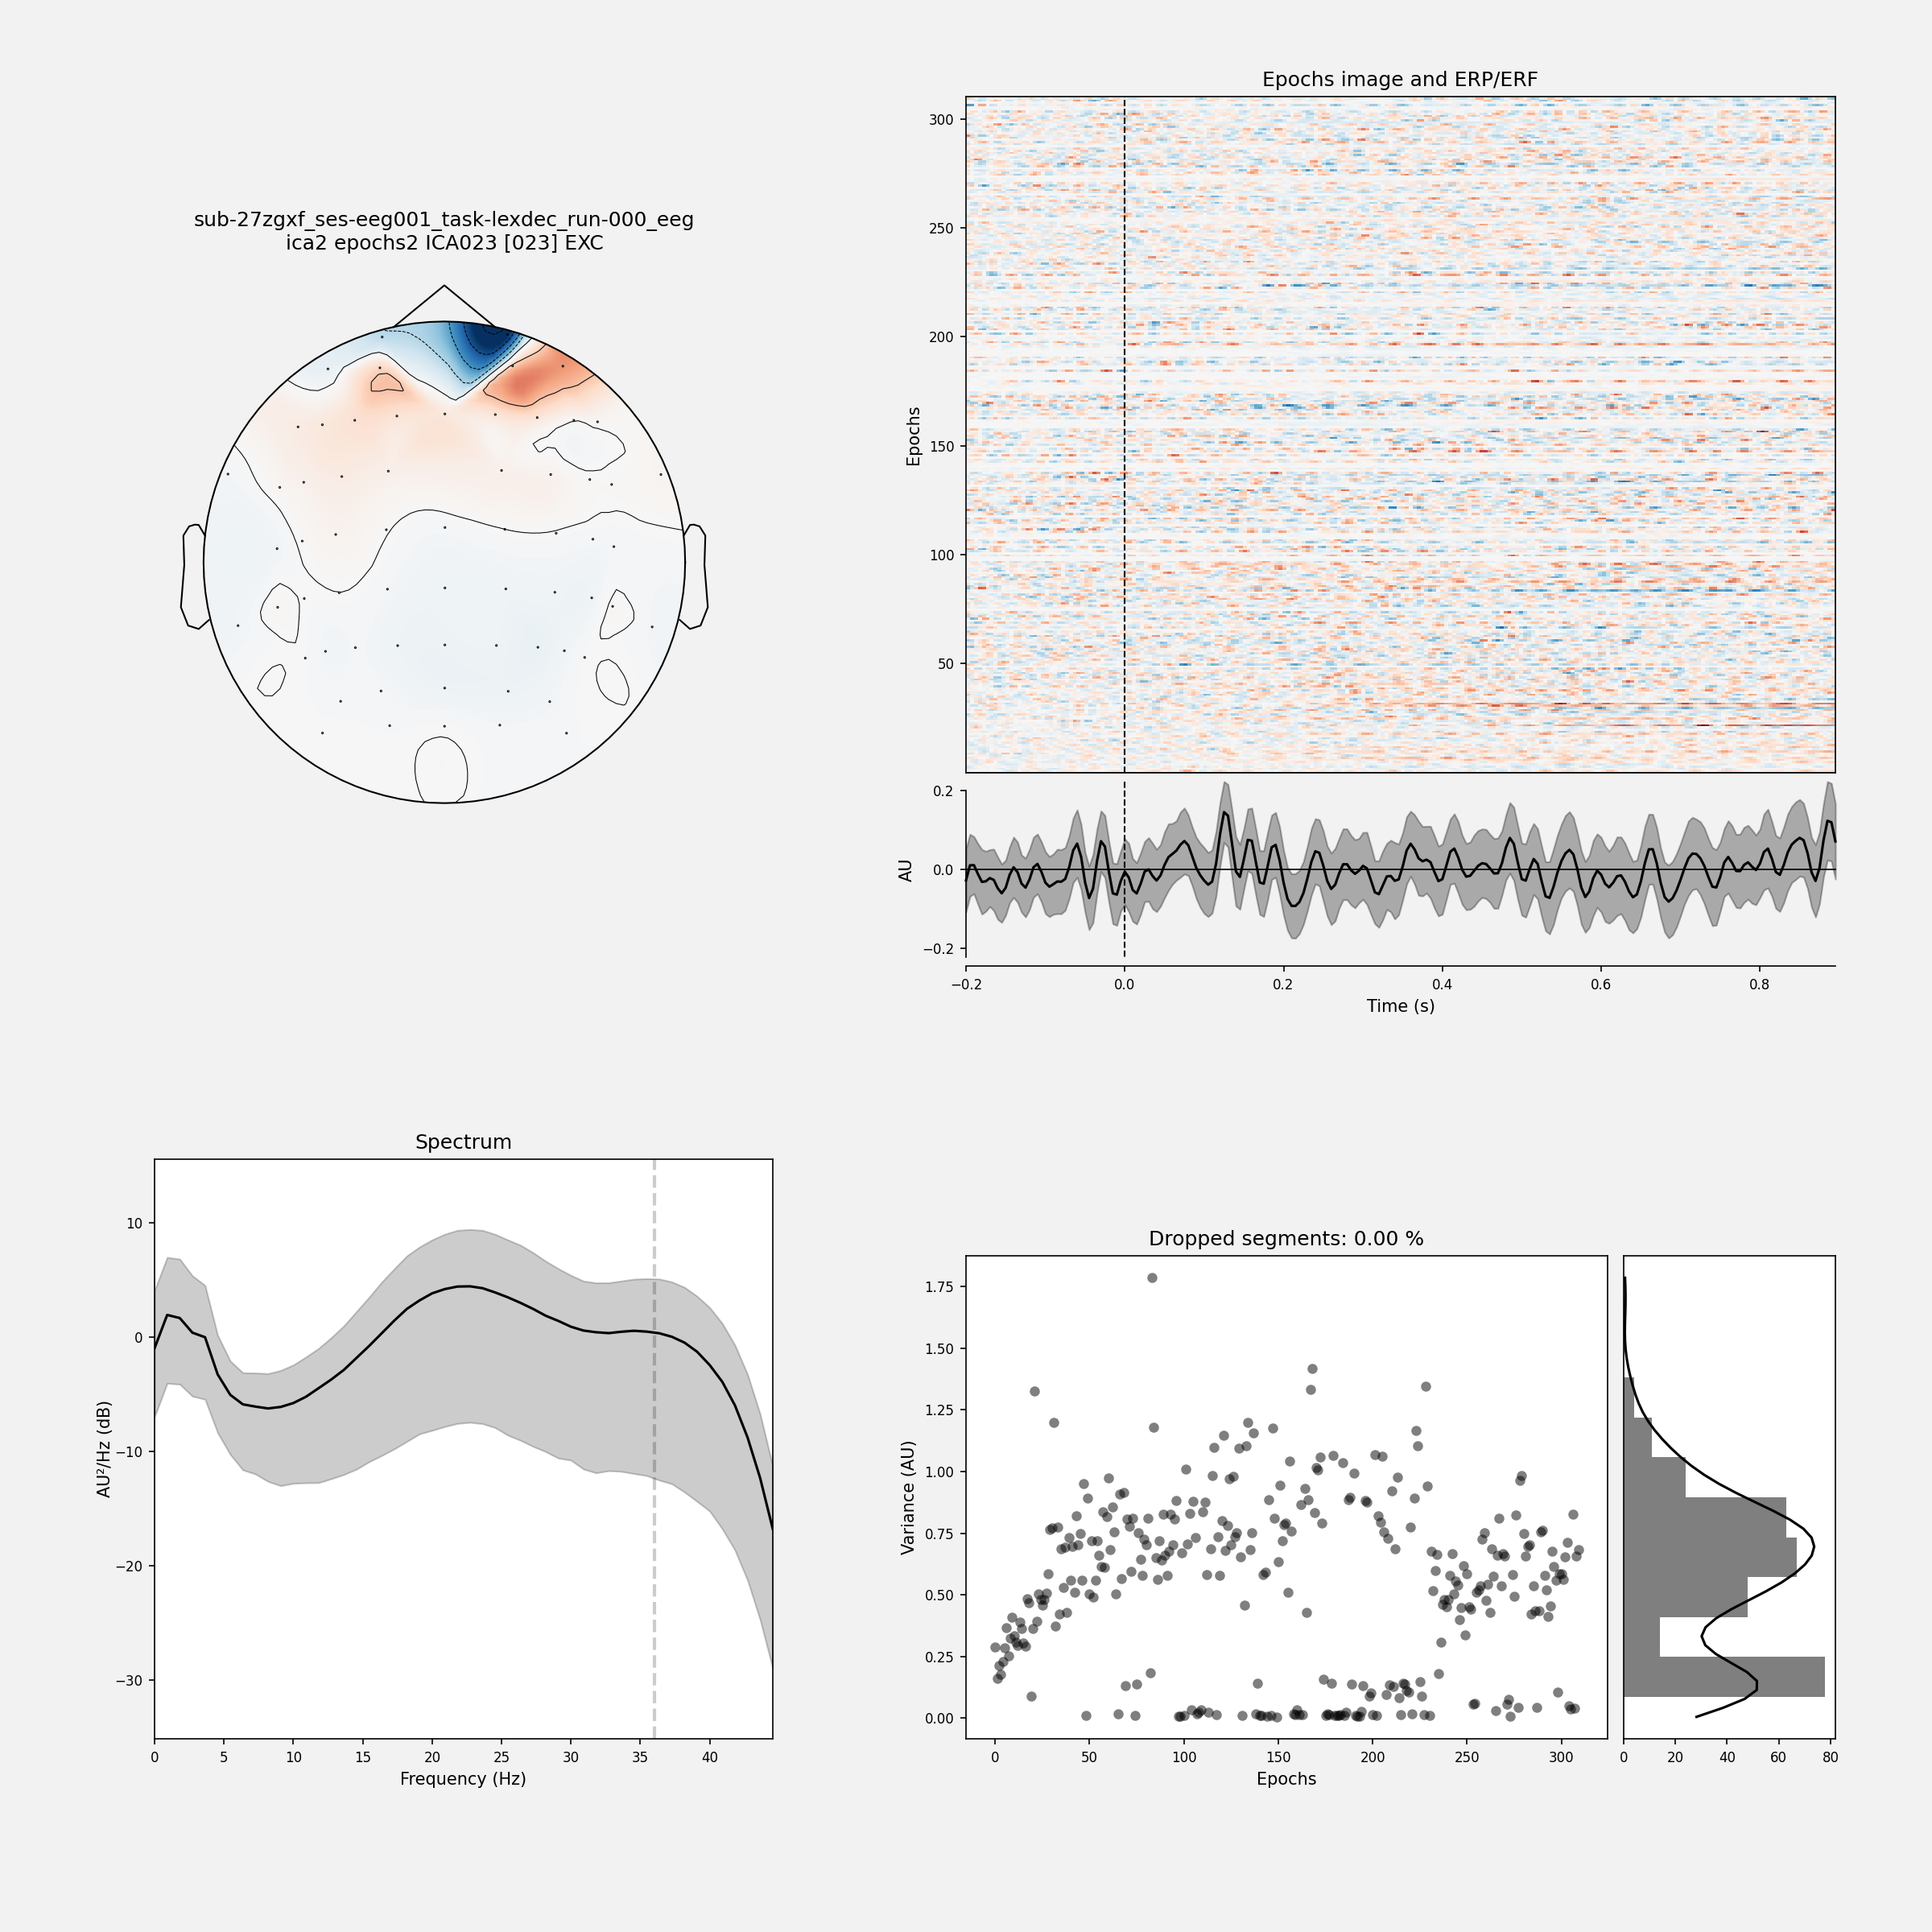 sub-27zgxf_ses-eeg001_task-lexdec_run-000_eeg
ica2 epochs2 ICA023 [023] EXC
Epochs image and ERP/ERF
300
250
200
150
100
50
Epochs
0.2
0.0
−0.2
AU
−0.2 0.0 0.2 0.4 0.6 0.8
Time (s)
Spectrum
10
0
−10
−20
−30
AU²/Hz (dB)
0 5 10 15 20 25 30 35 40
Frequency (Hz)
Dropped segments: 0.00 %
1.75
1.50
1.25
1.00
0.75
0.50
0.25
0.00
Variance (AU)
0 50 100 150 200 250 300
Epochs
0 20 40 60 80